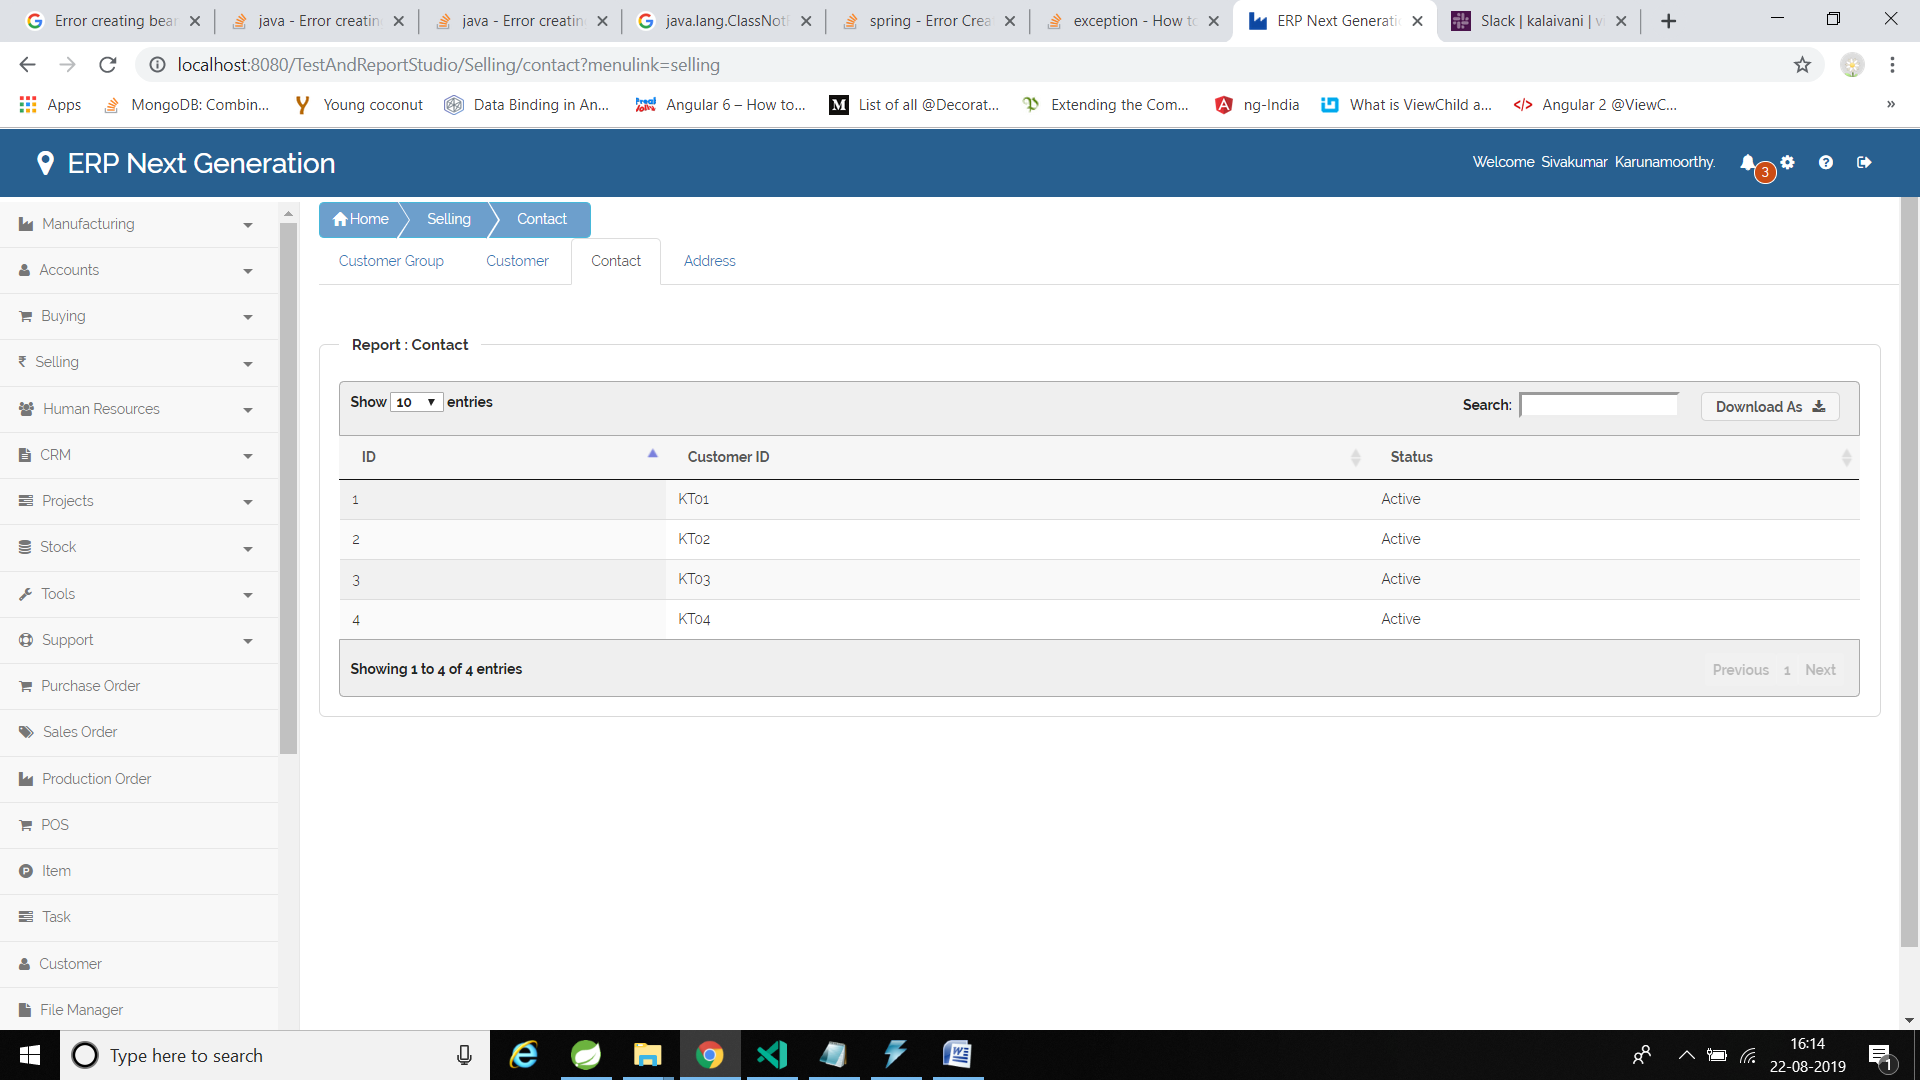 Error creating bean
java - Error creatin
java - Error creatin
java.lang.ClassNot
spring - Error Crea
exception - How to
ERP Next Generati
Slack | kalaivani | v
localhost:8080/TestAndReportStudio/Selling/contact?menulink=selling
Apps
MongoDB: Combin...
Young coconut
Data Binding in An...
Angular 6 – How to...
List of all @Decorat...
Extending the Com...
ng-India
What is ViewChild a...
Angular 2 @ViewC...
»
ERP Next Generation
Welcome Sivakumar Karunamoorthy.
3
Manufacturing
Accounts
Buying
Selling
Human Resources
CRM
Projects
Stock
Tools
Support
Purchase Order
Sales Order
Production Order
POS
Item
Task
Customer
File Manager
Home Selling Contact
Customer Group Customer Contact Address
Report : Contact
Show 10 entries
Search:
Download As
ID Customer ID Status
1 KT01 Active
2 KT02 Active
3 KT03 Active
4 KT04 Active
Showing 1 to 4 of 4 entries
Previous 1 Next
Type here to search
16:14
22-08-2019
1